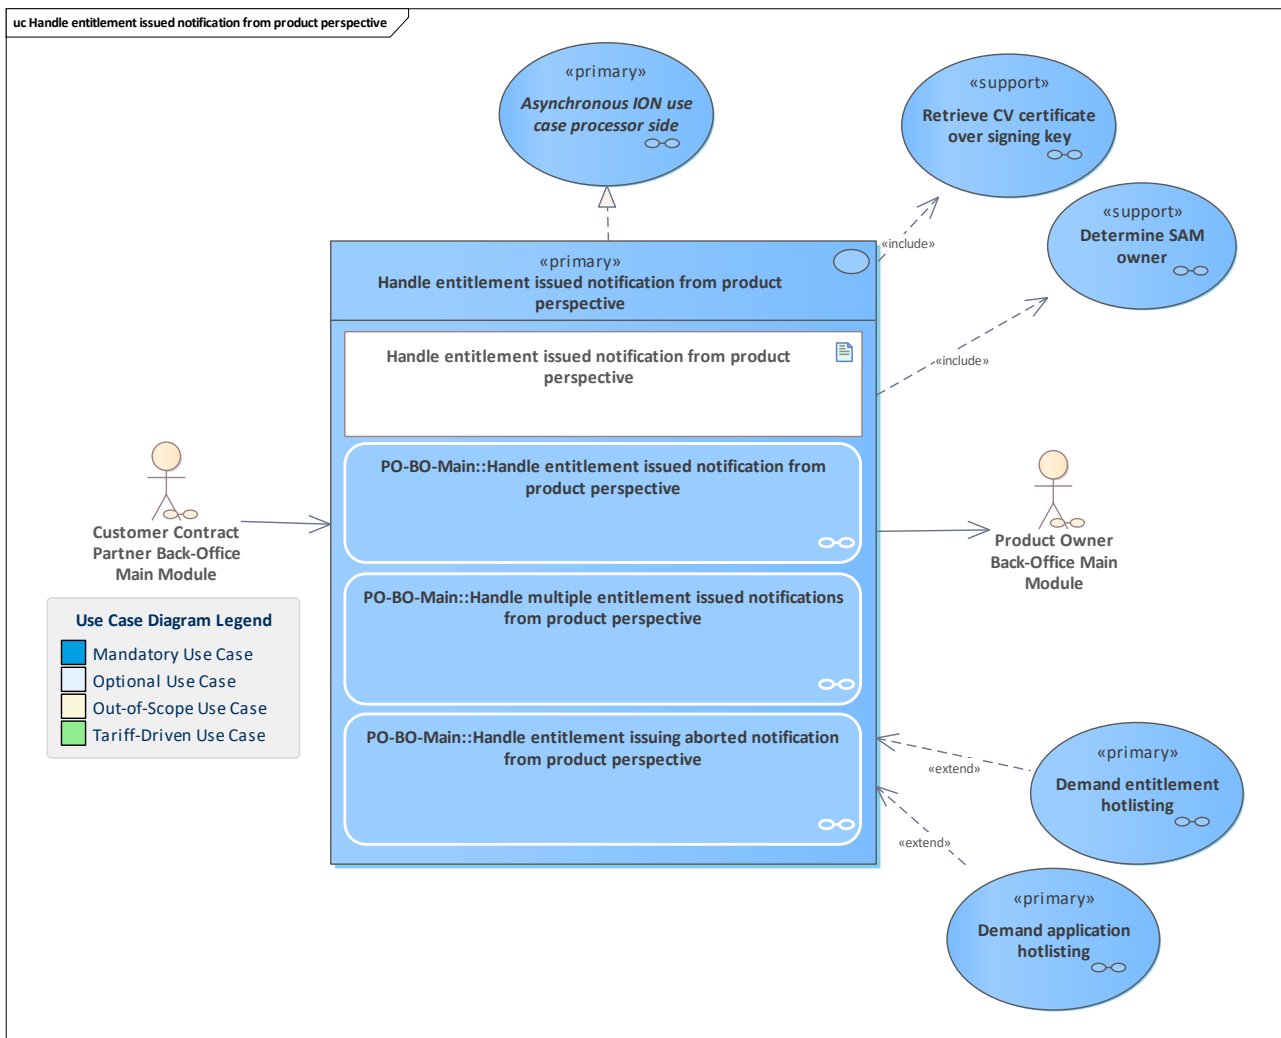 uc Handle entitlement issued notification from product perspective
«primary»
Asynchronous ION use
case processor side
«support»
Retrieve CV certificate
over signing key
«support»
Determine SAM
owner
«include»
«include»
«primary»
Handle entitlement issued notification from product
perspective
Handle entitlement issued notification from product
perspective
PO-BO-Main::Handle entitlement issued notification from
product perspective
PO-BO-Main::Handle multiple entitlement issued notifications
from product perspective
PO-BO-Main::Handle entitlement issuing aborted notification
from product perspective
Customer Contract
Partner Back-Office
Main Module
Product Owner
Back-Office Main
Module
Use Case Diagram Legend
Mandatory Use Case
Optional Use Case
Out-of-Scope Use Case
Tariff-Driven Use Case
«extend»
«primary»
Demand entitlement
hotlisting
«extend»
«primary»
Demand application
hotlisting